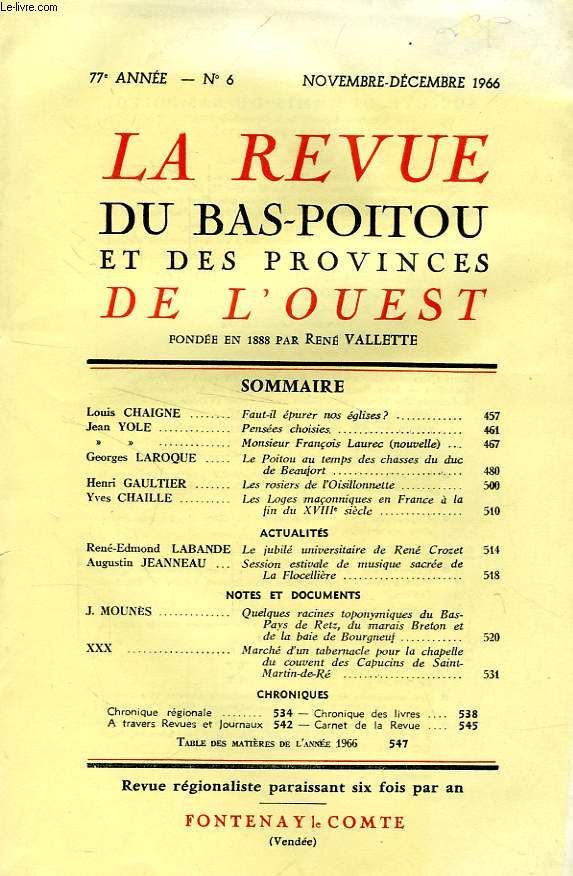 Le-livre.com
77e ANNÉE — No 6 NOVEMBRE-DÉCEMBRE 1966
LA REVUE
DU BAS-POITOU
ET DES PROVINCES
DE L'OUEST
FONDÉE EN 1888 PAR RENÉ VALLETTE
SOMMAIRE
Louis CHAIGNE ........ Faut-il épurer nos églises ? ............ 457
Jean YOLE .............. Pensées choisies. ....................... 461
» » .............. Monsieur François Laurec (nouvelle) ... 467
Georges LAROQUE ..... Le Poitou au temps des chasses du duc
de Beaufort ........................ 480
Henri GAULTIER ....... Les rosiers de l'Oisillonnette ............ 500
Yves CHAILLE .......... Les Loges maçonniques en France à la
fin du XVIIIe siècle ................ 510
ACTUALITÉS
René-Edmond LABANDE Le jubilé universitaire de René Crozet 514
Augustin JEANNEAU ... Session estivale de musique sacrée de
La Flocellière ...................... 518
NOTES ET DOCUMENTS
J. MOUNÈS .............. Quelques racines toponymiques du Bas-
Pays de Retz, du marais Breton et
de la baie de Bourgneuf ............ 520
XXX .................... Marché d'un tabernacle pour la chapelle
du couvent des Capucins de Saint-
Martin-de-Ré ...................... 531
CHRONIQUES
Chronique régionale ........ 534 — Chronique des livres .... 538
A travers Revues et Journaux 542 — Carnet de la Revue .... 545
TABLE DES MATIÈRES DE L'ANNÉE 1966 547
Revue régionaliste paraissant six fois par an
FONTENAY le COMTE
(Vendée)